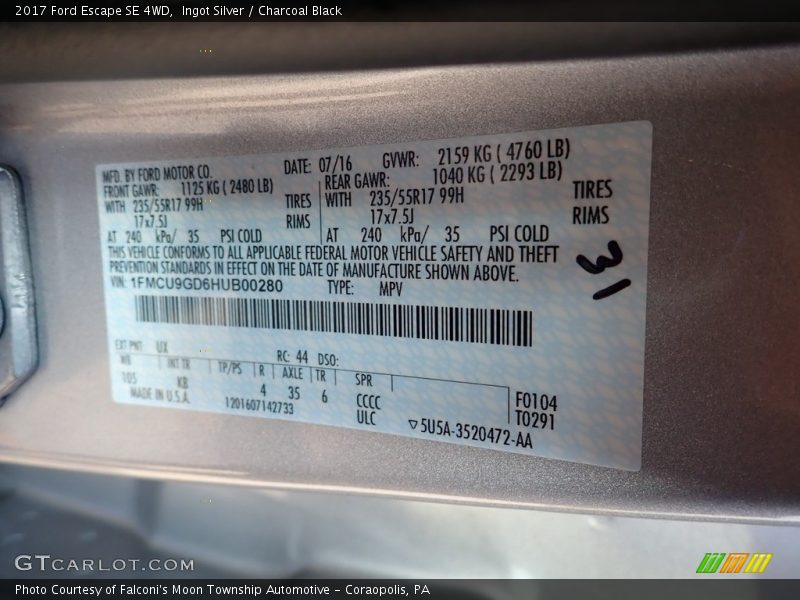 2017 Ford Escape SE 4WD, Ingot Silver / Charcoal Black
MFD. BY FORD MOTOR CO. DATE: 07/16 GVWR: 2159 KG ( 4760 LB)
FRONT GAWR: 1125 KG ( 2480 LB) REAR GAWR: 1040 KG ( 2293 LB)
WITH 235/55R17 99H TIRES WITH 235/55R17 99H TIRES
17x7.5J RIMS 17x7.5J RIMS
AT 240 kPa/ 35 PSI COLD AT 240 kPa/ 35 PSI COLD
THIS VEHICLE CONFORMS TO ALL APPLICABLE FEDERAL MOTOR VEHICLE SAFETY AND THEFT
PREVENTION STANDARDS IN EFFECT ON THE DATE OF MANUFACTURE SHOWN ABOVE.
VIN: 1FMCU9GD6HUB00280 TYPE: MPV
31
EXT PNT UX RC: 44 DSO:
WB INT TR TP/PS R AXLE TR SPR
105 KB 4 35 6 CCCC F0104
MADE IN U.S.A. 1201607142733 ULC T0291
▽5U5A-3520472-AA
GTCARLOT.COM
Photo Courtesy of Falconi's Moon Township Automotive - Coraopolis, PA